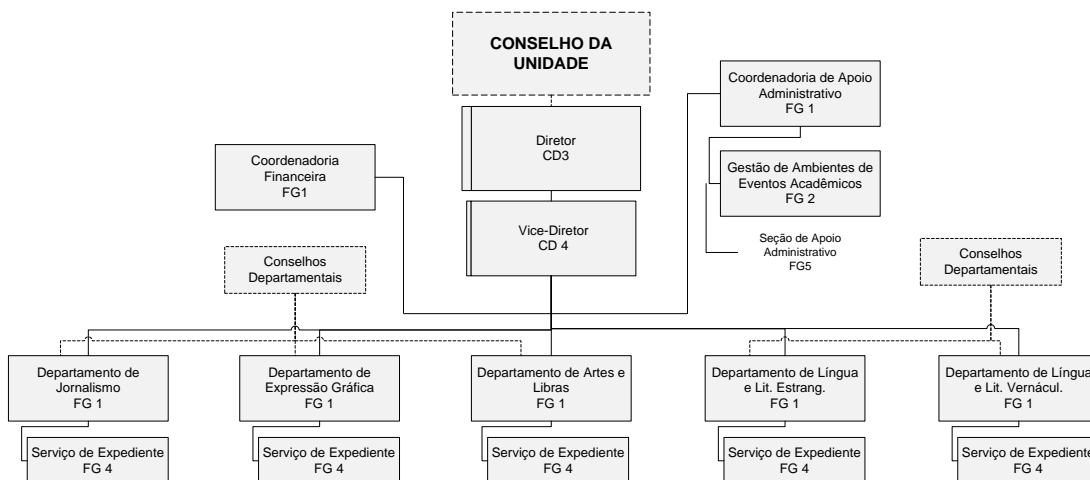 CONSELHO DA
UNIDADE
Coordenadoria de Apoio
Administrativo
FG 1
Diretor
CD3
Coordenadoria
Financeira
FG1
Gestão de Ambientes de
Eventos Acadêmicos
FG 2
Vice-Diretor
CD 4
Seção de Apoio
Administrativo
FG5
Conselhos
Departamentais
Conselhos
Departamentais
Departamento de
Jornalismo
FG 1
Departamento de
Expressão Gráfica
FG 1
Departamento de Artes e
Libras
FG 1
Departamento de Língua
e Lit. Estrang.
FG 1
Departamento de Língua
e Lit. Vernácul.
FG 1
Serviço de Expediente
FG 4
Serviço de Expediente
FG 4
Serviço de Expediente
FG 4
Serviço de Expediente
FG 4
Serviço de Expediente
FG 4